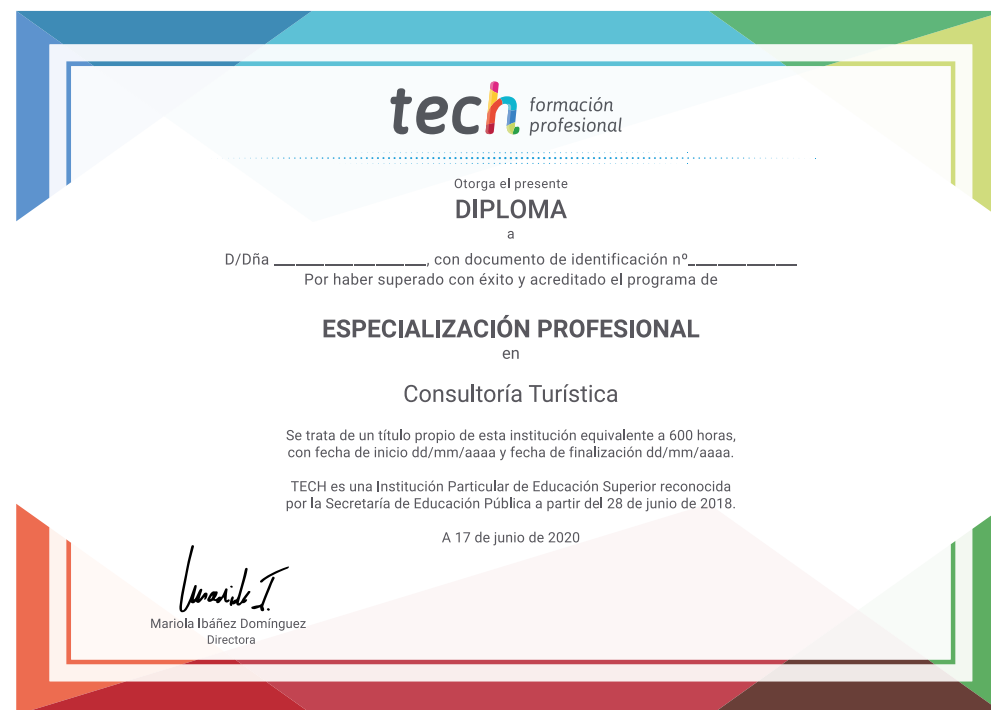 tech formación
profesional
Otorga el presente
DIPLOMA
a
D/Dña ______________, con documento de identificación nº__________
Por haber superado con éxito y acreditado el programa de
ESPECIALIZACIÓN PROFESIONAL
en
Consultoría Turística
Se trata de un título propio de esta institución equivalente a 600 horas,
con fecha de inicio dd/mm/aaaa y fecha de finalización dd/mm/aaaa.
TECH es una Institución Particular de Educación Superior reconocida
por la Secretaría de Educación Pública a partir del 28 de junio de 2018.
A 17 de junio de 2020
Mariola Ibáñez Domínguez
Directora